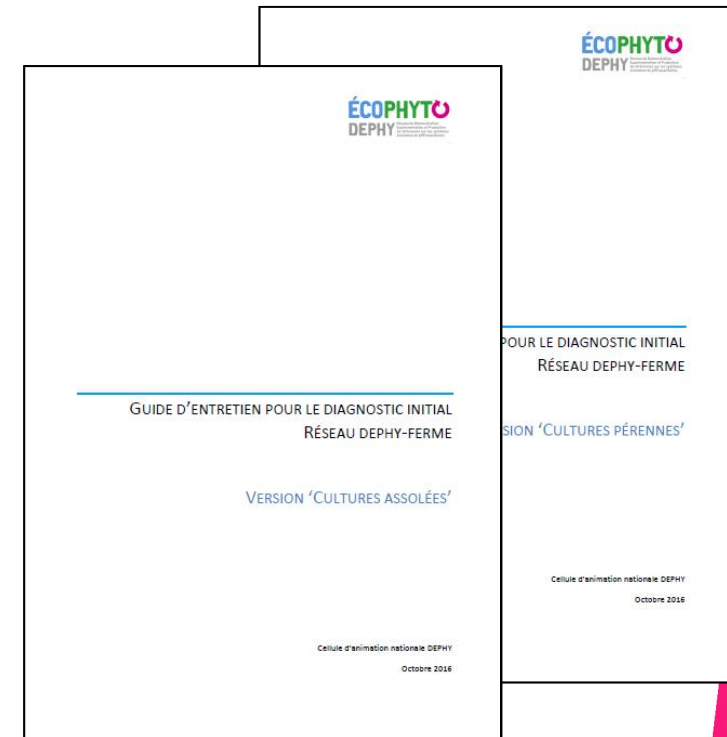 ÉCOPHYTO
DEPHY
GUIDE D'ENTRETIEN POUR LE DIAGNOSTIC INITIAL
RÉSEAU DEPHY-FERME
VERSION 'CULTURES ASSOLÉES'
Cellule d'animation nationale DEPHY
Octobre 2016
ÉCOPHYTO
DEPHY
POUR LE DIAGNOSTIC INITIAL
RÉSEAU DEPHY-FERME
SION 'CULTURES PÉRENNES'
Cellule d'animation nationale DEPHY
Octobre 2016